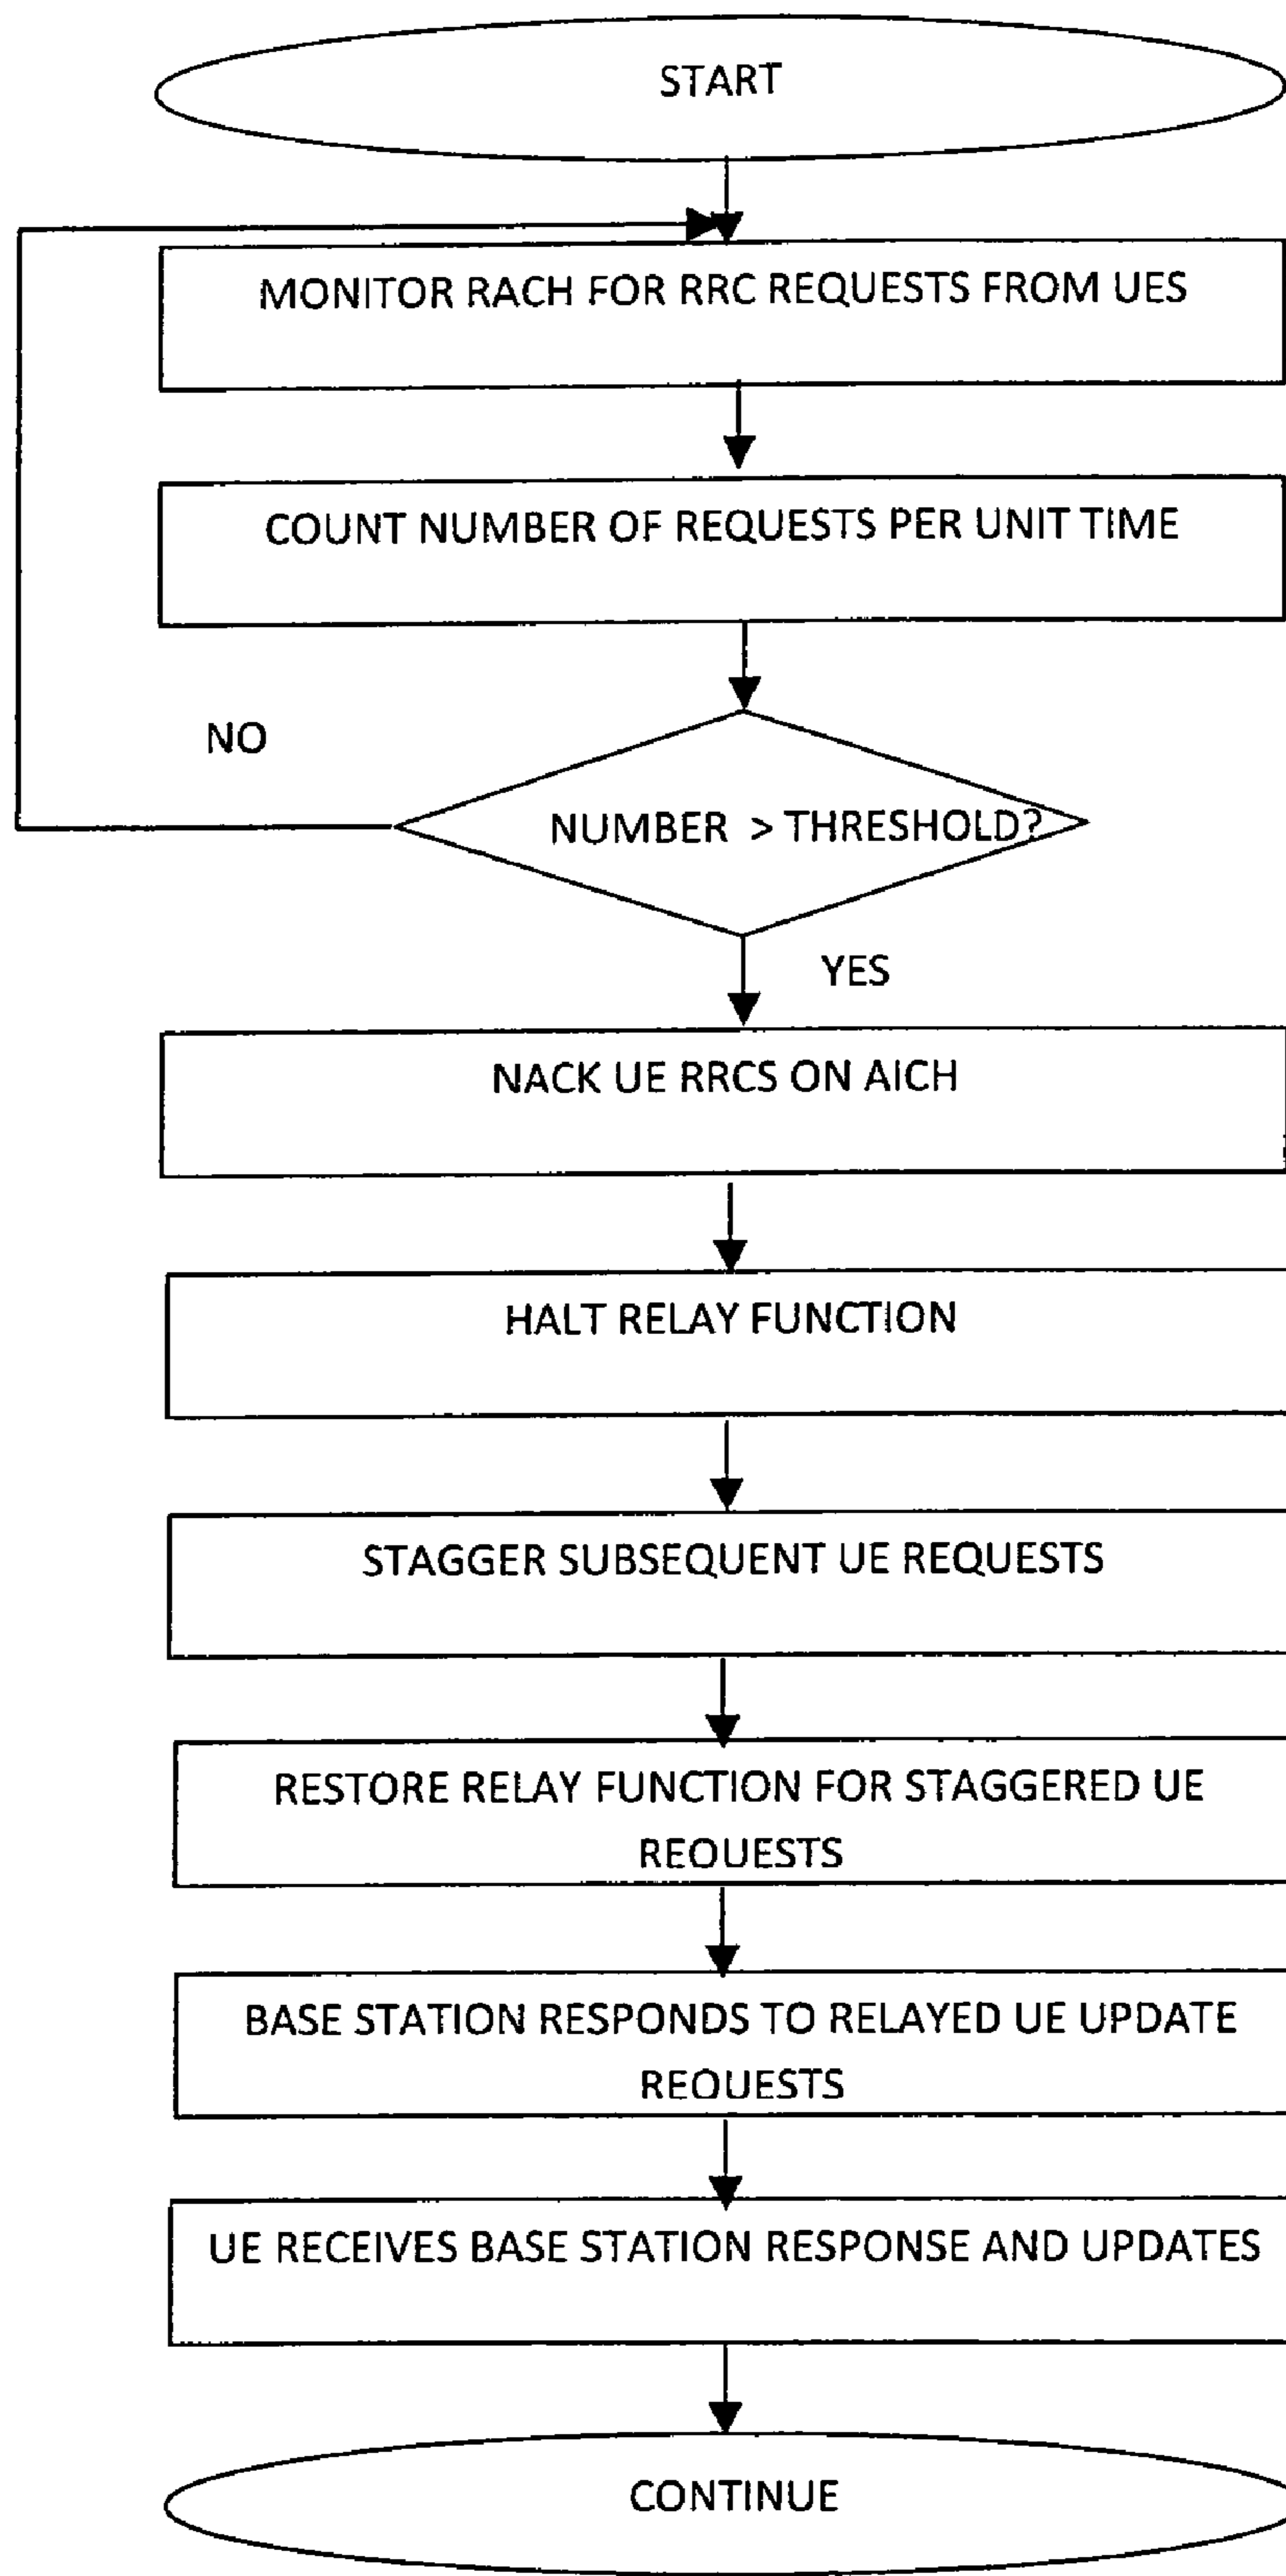 START
MONITOR RACH FOR RRC REQUESTS FROM UES
COUNT NUMBER OF REQUESTS PER UNIT TIME
NO
NUMBER > THRESHOLD?
YES
NACK UE RRCS ON AICH
HALT RELAY FUNCTION
STAGGER SUBSEQUENT UE REQUESTS
RESTORE RELAY FUNCTION FOR STAGGERED UE
REQUESTS
BASE STATION RESPONDS TO RELAYED UE UPDATE
REQUESTS
UE RECEIVES BASE STATION RESPONSE AND UPDATES
CONTINUE